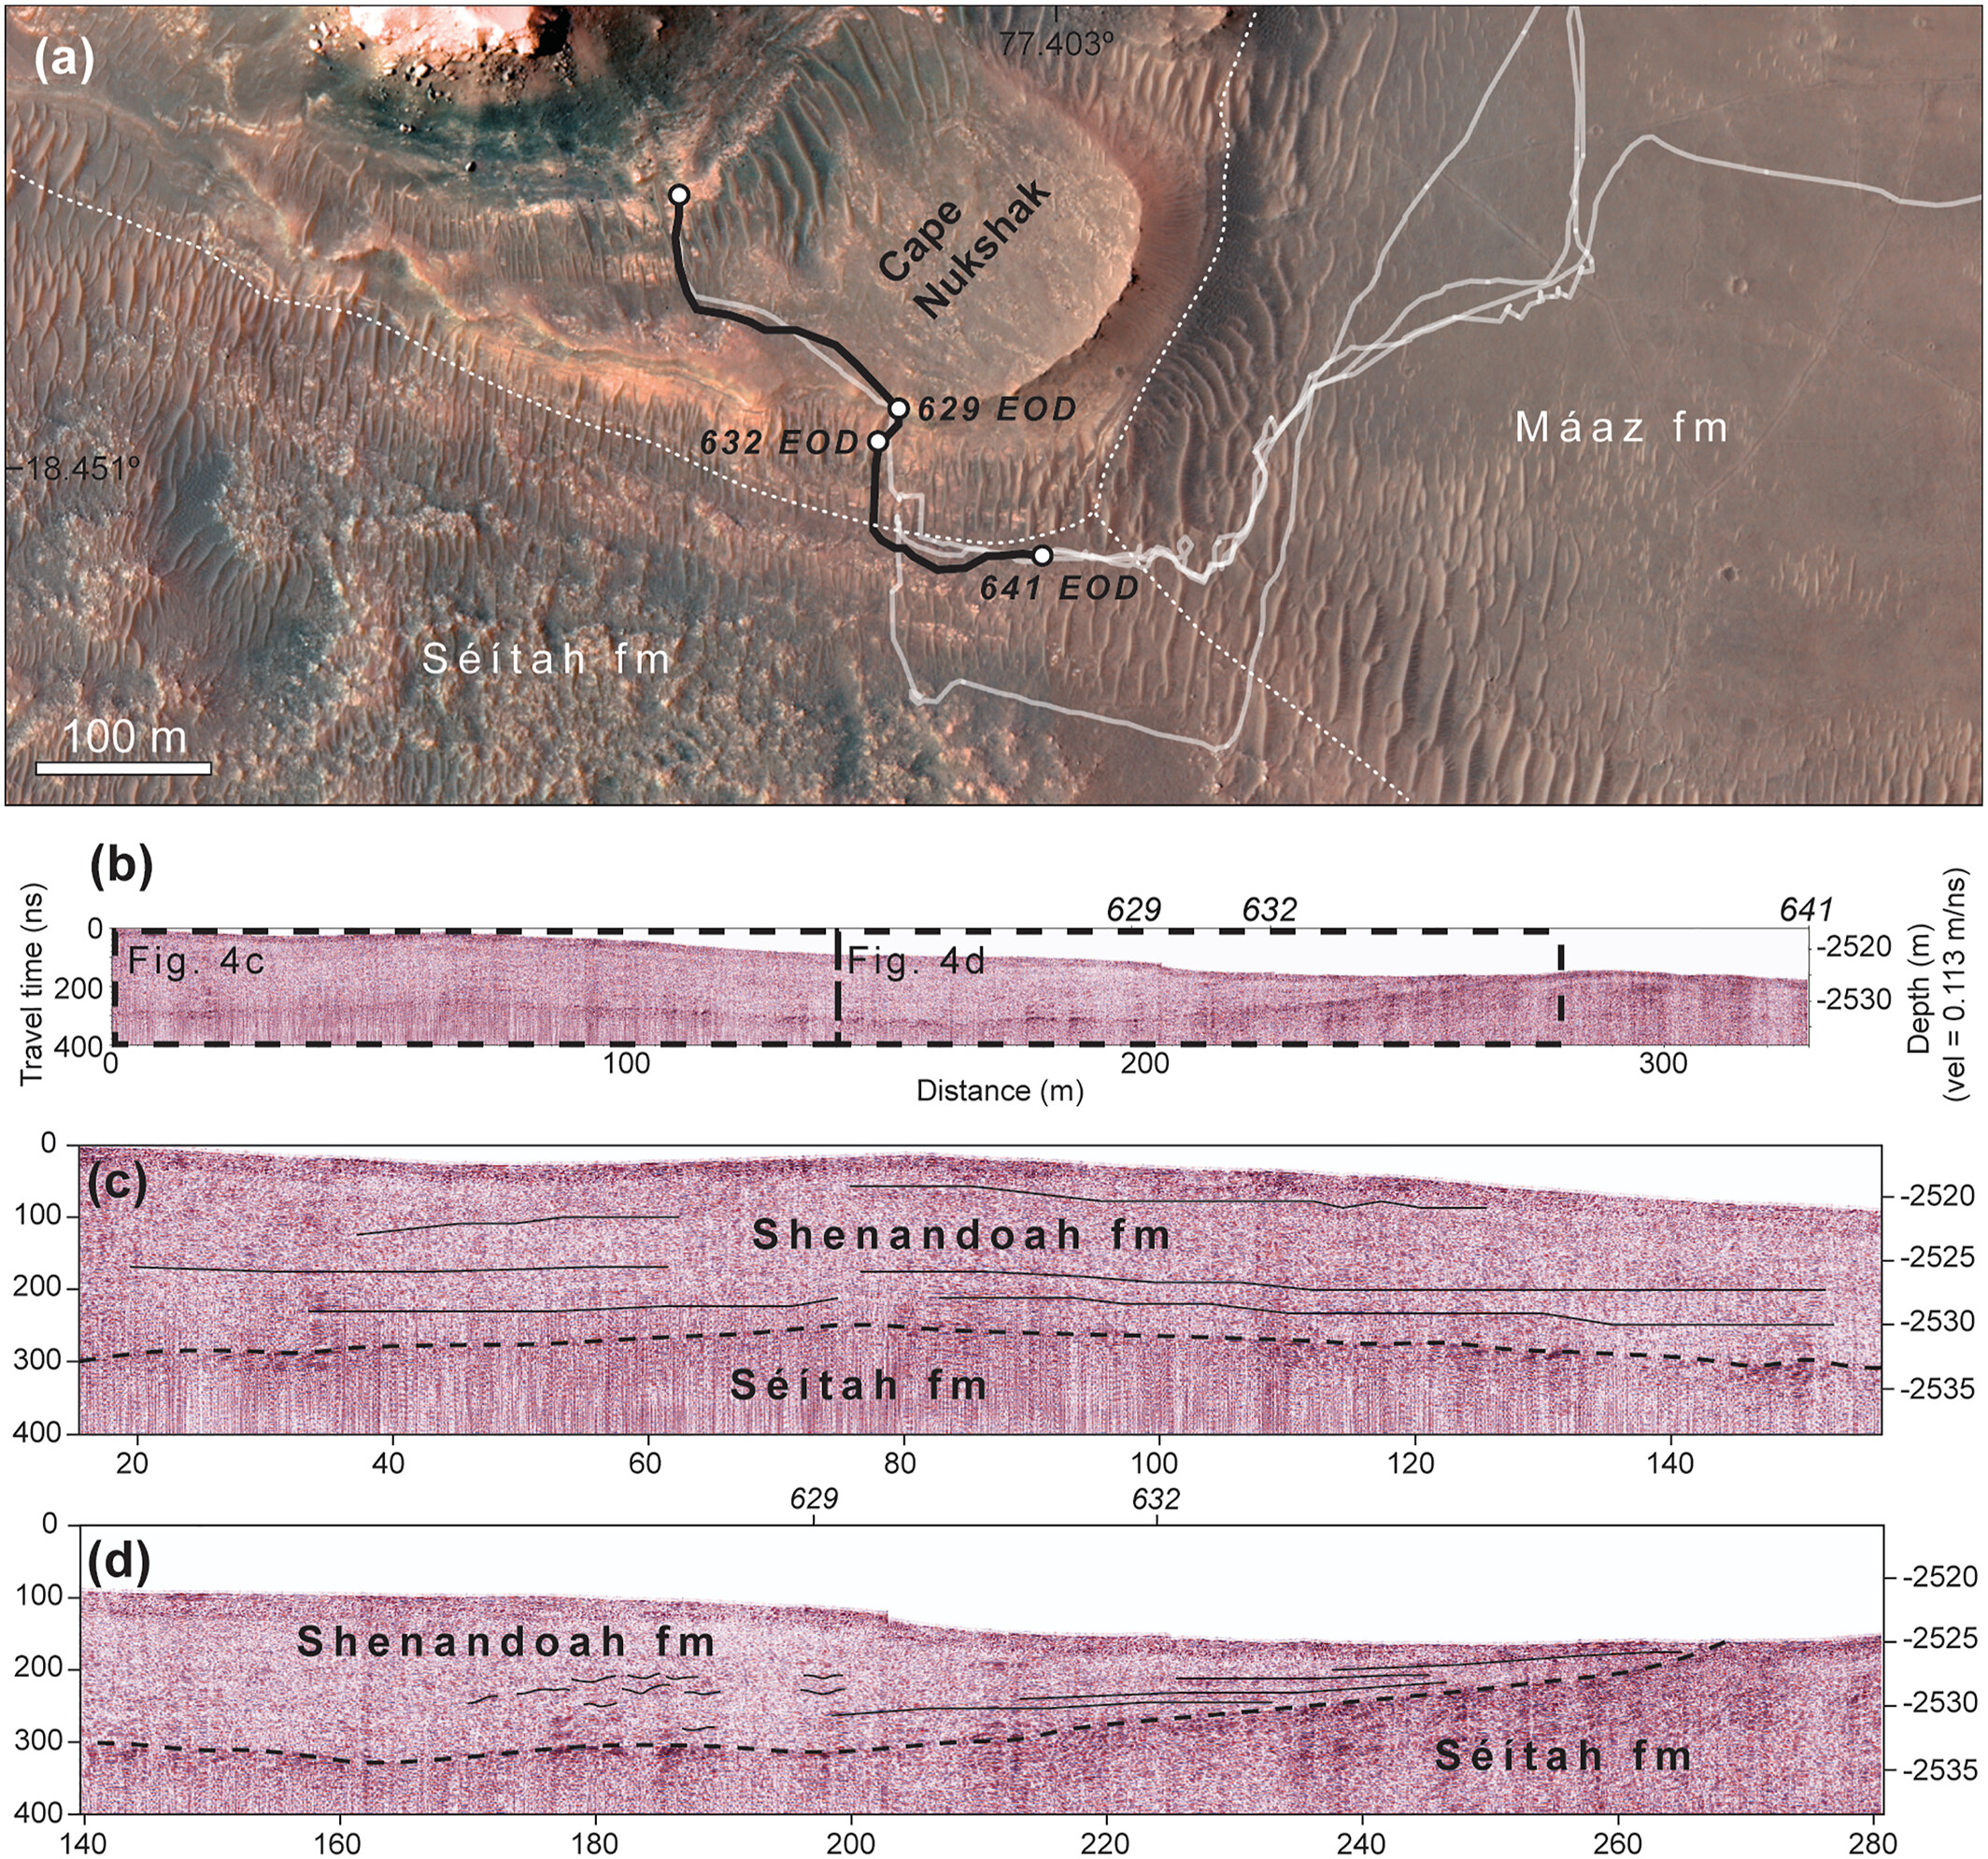 (a)
77.403º
Cape
Nukshak
629 EOD
632 EOD
Máaz fm
18.451º
641 EOD
Séítah fm
100 m
(b)
629 632 641
Travel time (ns)
0
200
400
Fig. 4c
Fig. 4d
-2520
-2530
Depth (m)
(vel = 0.113 m/ns)
0 100 200 300
Distance (m)
(c)
0
100
200
300
400
Shenandoah fm
Séítah fm
-2520
-2525
-2530
-2535
20 40 60 80 100 120 140
629 632
(d)
0
100
200
300
400
Shenandoah fm
Séítah fm
-2520
-2525
-2530
-2535
140 160 180 200 220 240 260 280